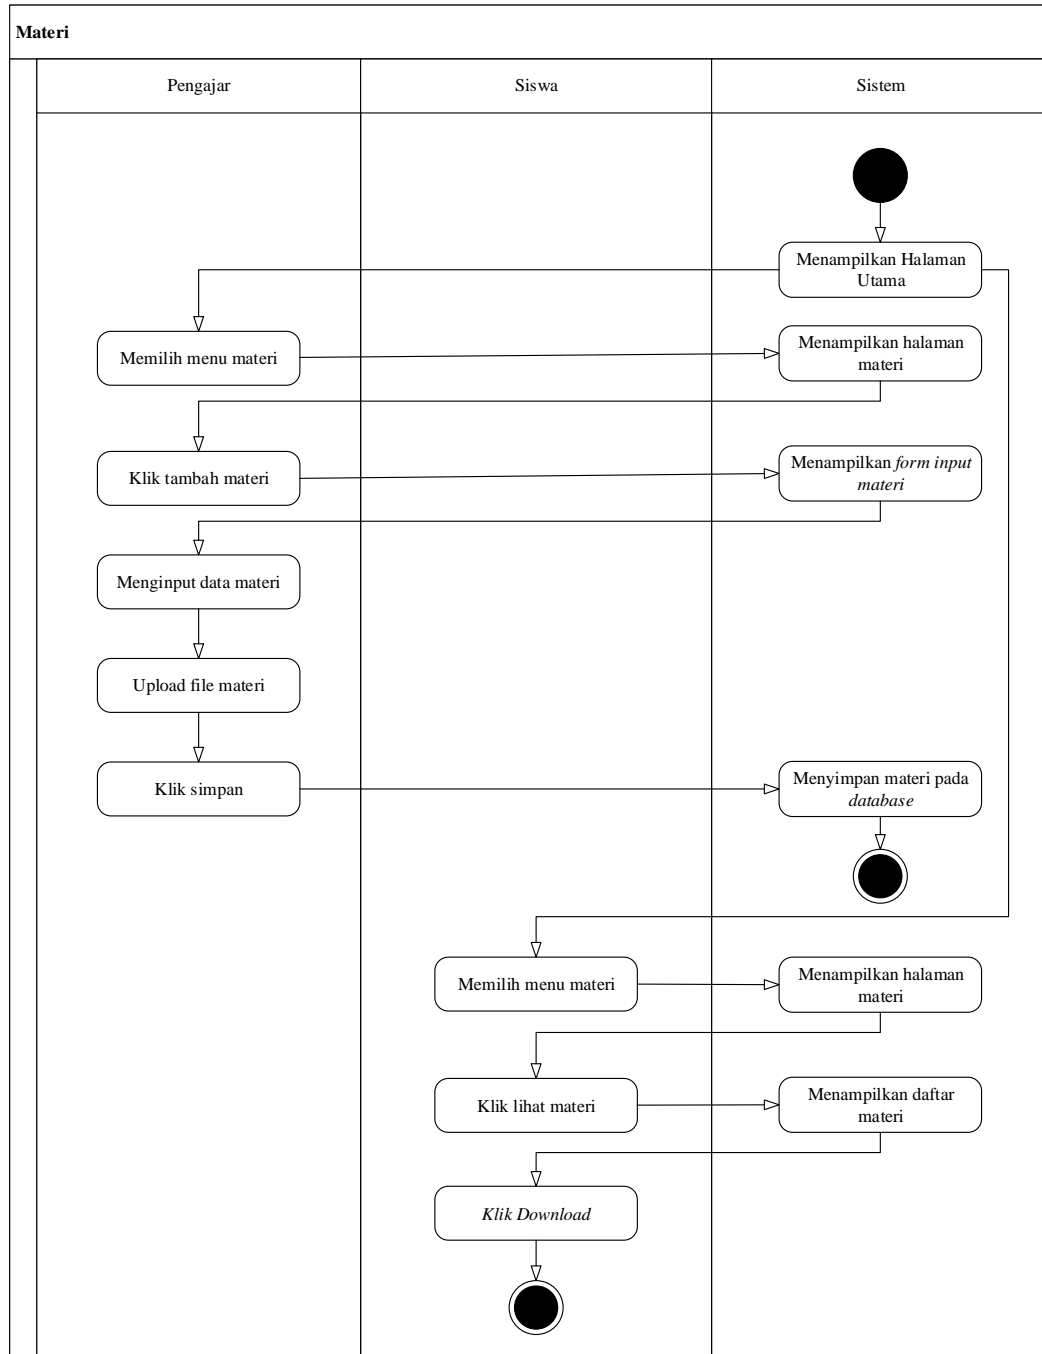 Materi
Pengajar
Siswa
Sistem
Menampilkan Halaman
Utama
Memilih menu materi
Menampilkan halaman
materi
Klik tambah materi
Menampilkan form input
materi
Menginput data materi
Upload file materi
Klik simpan
Menyimpan materi pada
database
Memilih menu materi
Menampilkan halaman
materi
Klik lihat materi
Menampilkan daftar
materi
Klik Download